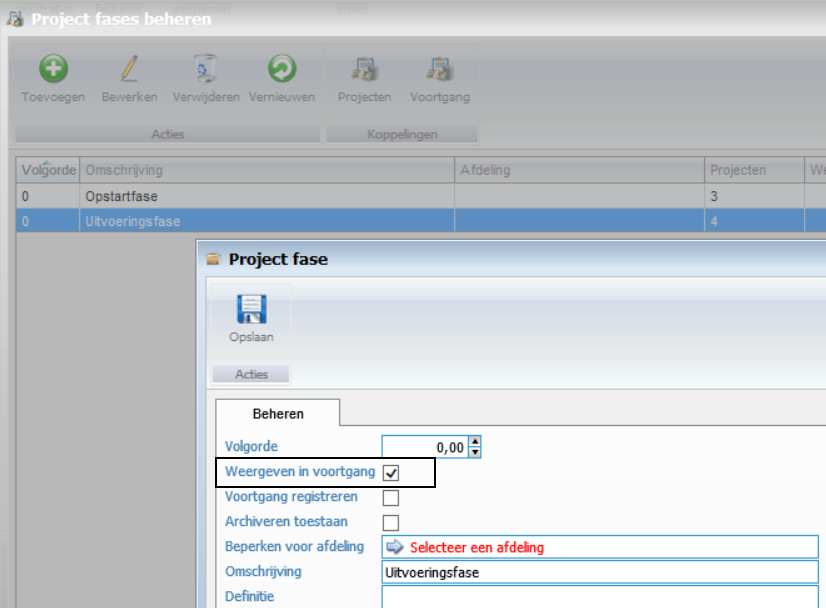 Project fases beheren
Toevoegen Bewerken Verwijderen Vernieuwen Projecten Voortgang
Acties Koppelingen
Volgorde Omschrijving Afdeling Projecten We
0 Opstartfase 3
0 Uitvoeringsfase 4
Project fase
Opslaan
Acties
Beheren
Volgorde 0,00
Weergeven in voortgang
Voortgang registreren
Archiveren toestaan
Beperken voor afdeling Selecteer een afdeling
Omschrijving Uitvoeringsfase
Definitie